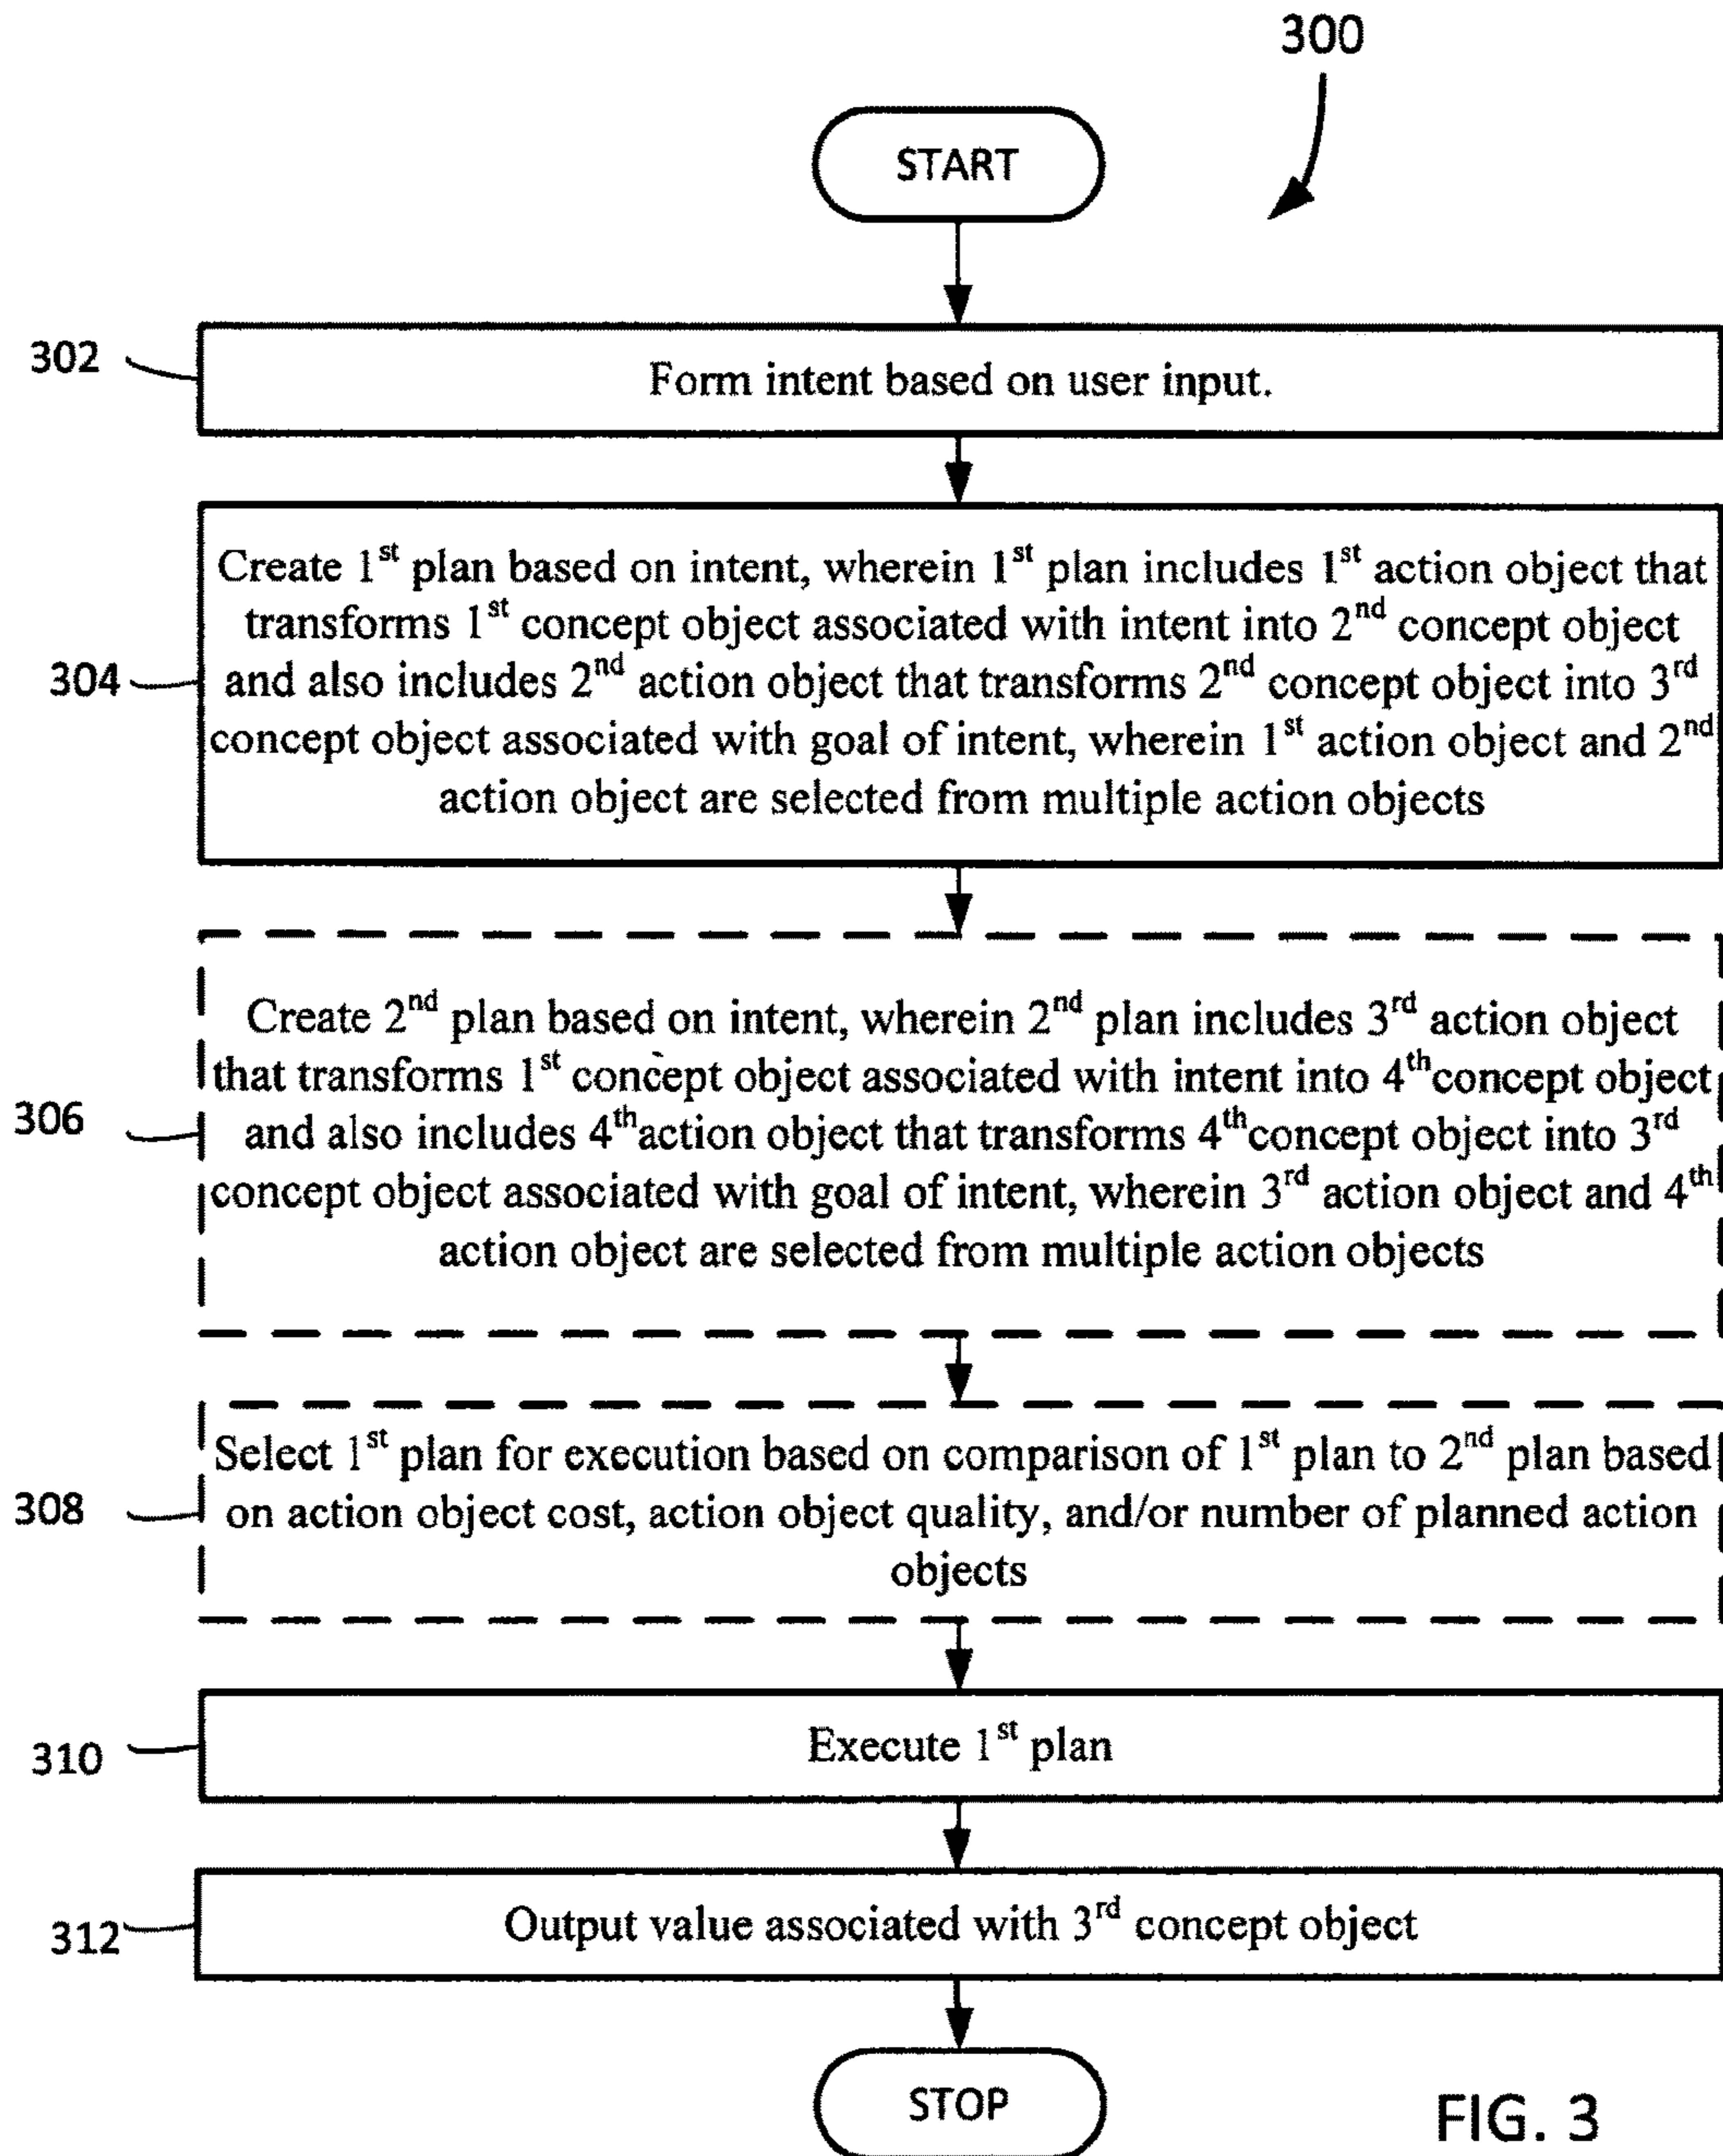 300
START
302
Form intent based on user input.
304
Create 1st plan based on intent, wherein 1st plan includes 1st action object that
transforms 1st concept object associated with intent into 2nd concept object
and also includes 2nd action object that transforms 2nd concept object into 3rd
concept object associated with goal of intent, wherein 1st action object and 2nd
action object are selected from multiple action objects
306
Create 2nd plan based on intent, wherein 2nd plan includes 3rd action object
that transforms 1st concept object associated with intent into 4th concept object
and also includes 4th action object that transforms 4th concept object into 3rd
concept object associated with goal of intent, wherein 3rd action object and 4th
action object are selected from multiple action objects
308
Select 1st plan for execution based on comparison of 1st plan to 2nd plan based
on action object cost, action object quality, and/or number of planned action
objects
310
Execute 1st plan
312
Output value associated with 3rd concept object
STOP
FIG. 3